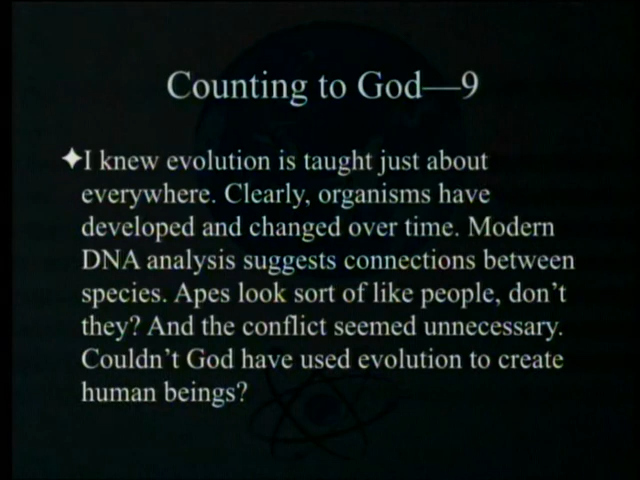 Counting to God—9
✦I knew evolution is taught just about
everywhere. Clearly, organisms have
developed and changed over time. Modern
DNA analysis suggests connections between
species. Apes look sort of like people, don't
they? And the conflict seemed unnecessary.
Couldn't God have used evolution to create
human beings?